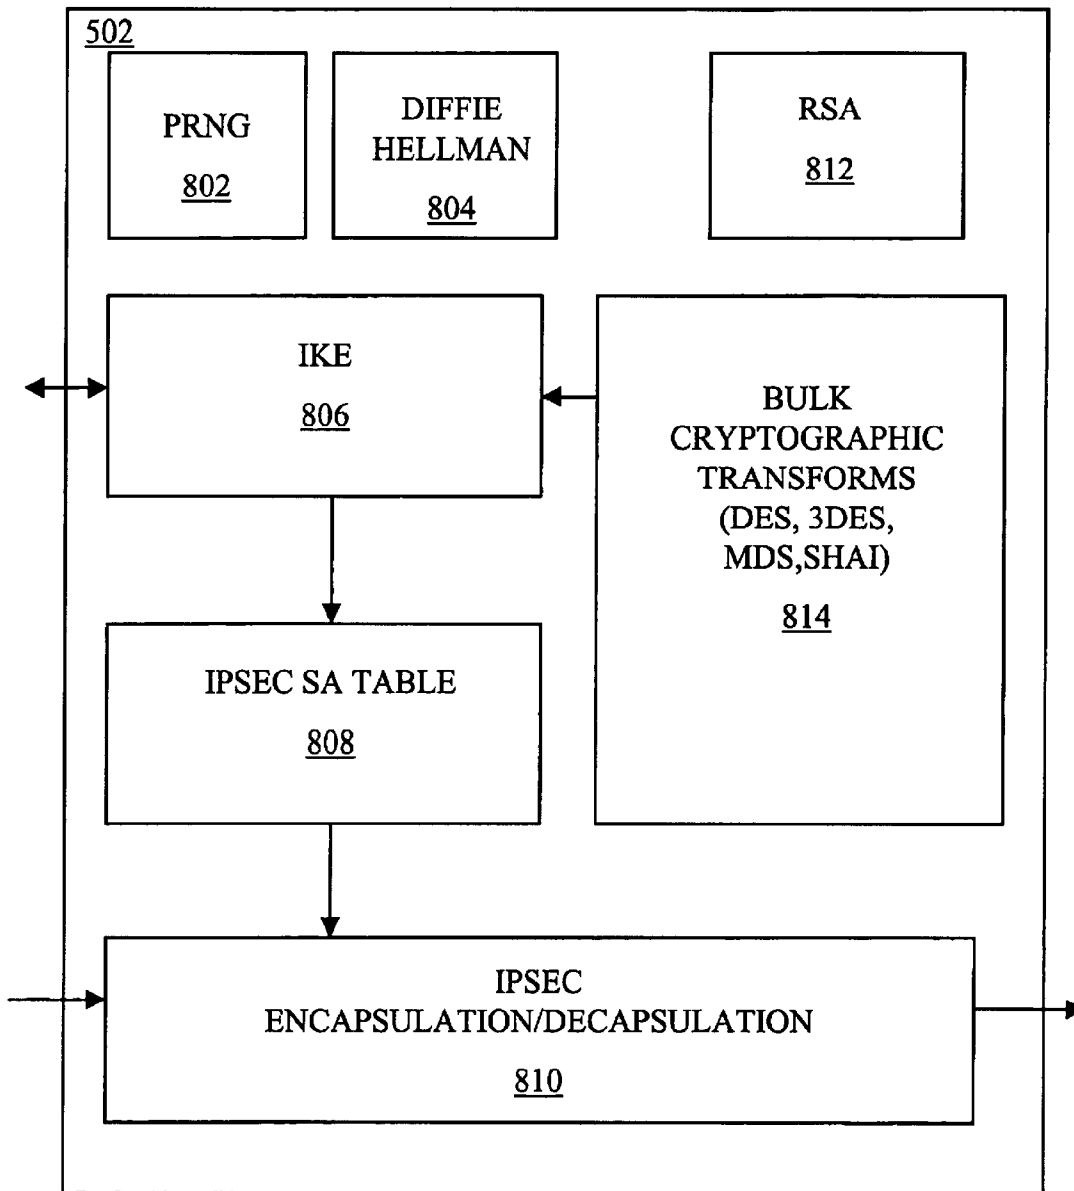 502
PRNG
802
DIFFIE
HELLMAN
804
RSA
812
IKE
806
BULK
CRYPTOGRAPHIC
TRANSFORMS
(DES, 3DES,
MDS,SHAI)
814
IPSEC SA TABLE
808
IPSEC
ENCAPSULATION/DECAPSULATION
810